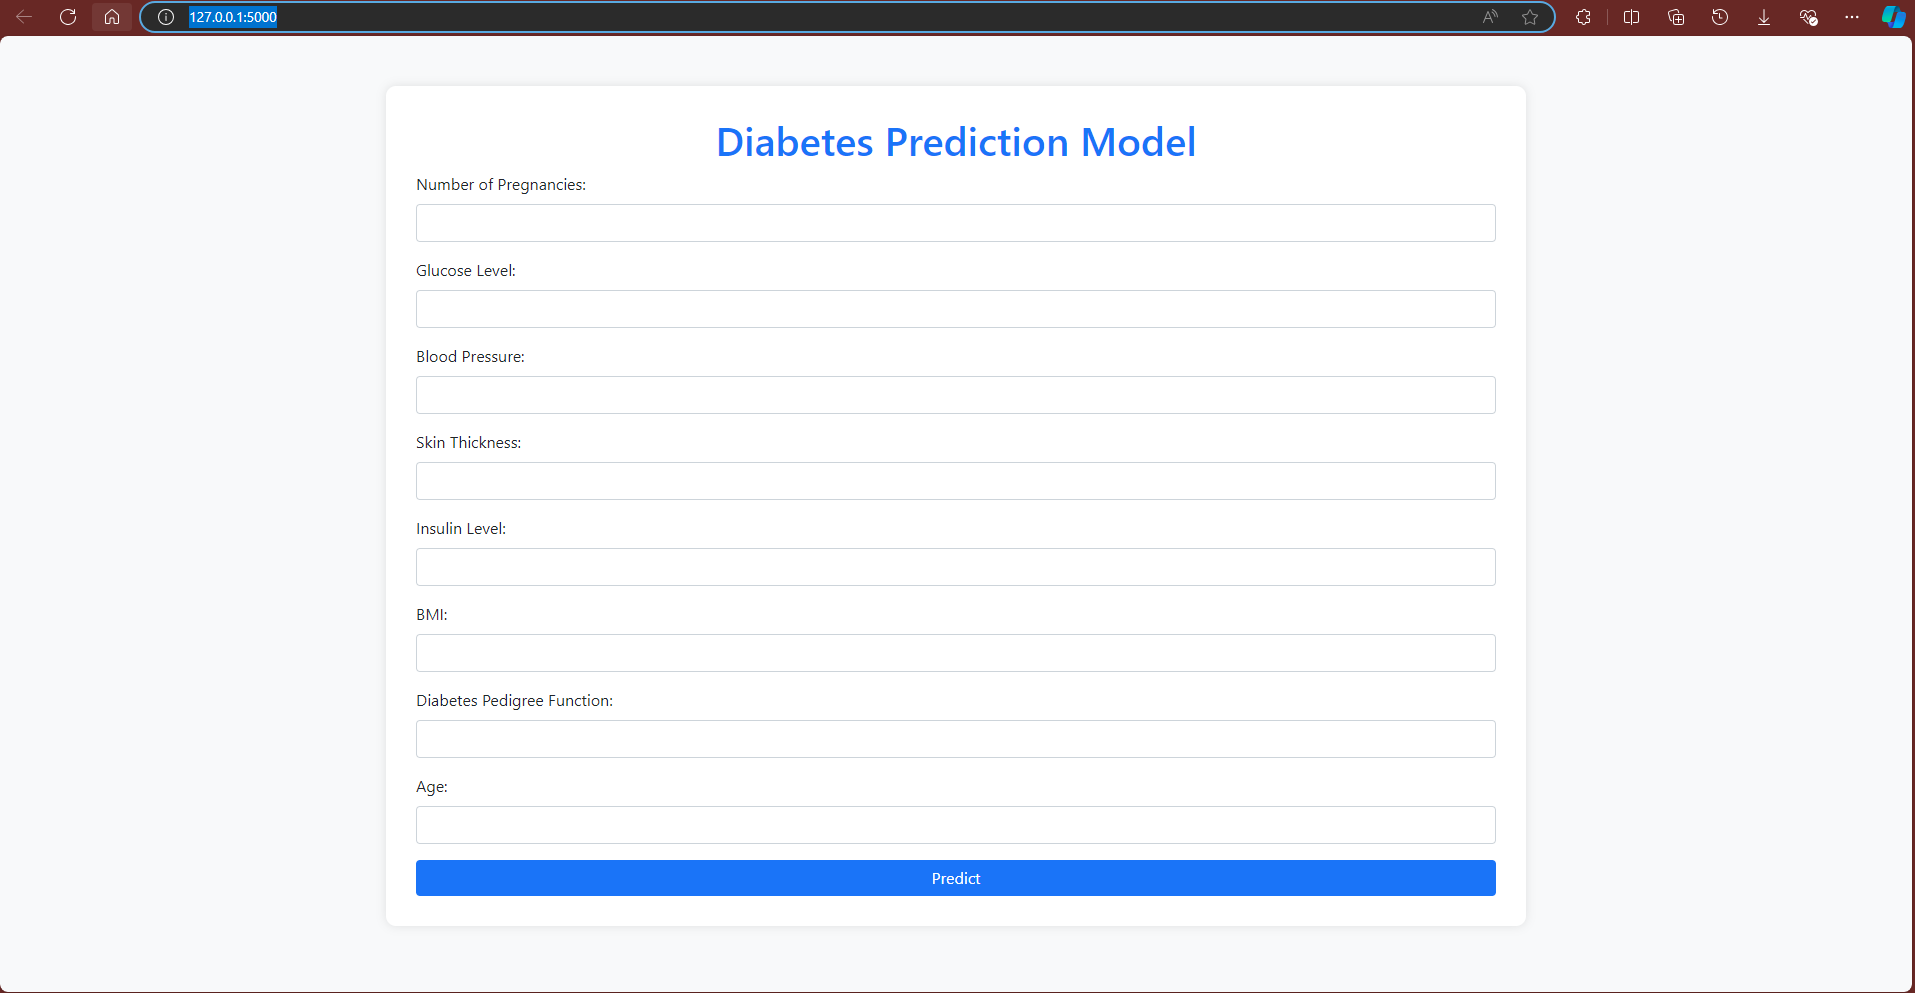 127.0.0.1:5000
Diabetes Prediction Model
Number of Pregnancies:
Glucose Level:
Blood Pressure:
Skin Thickness:
Insulin Level:
BMI:
Diabetes Pedigree Function:
Age:
Predict